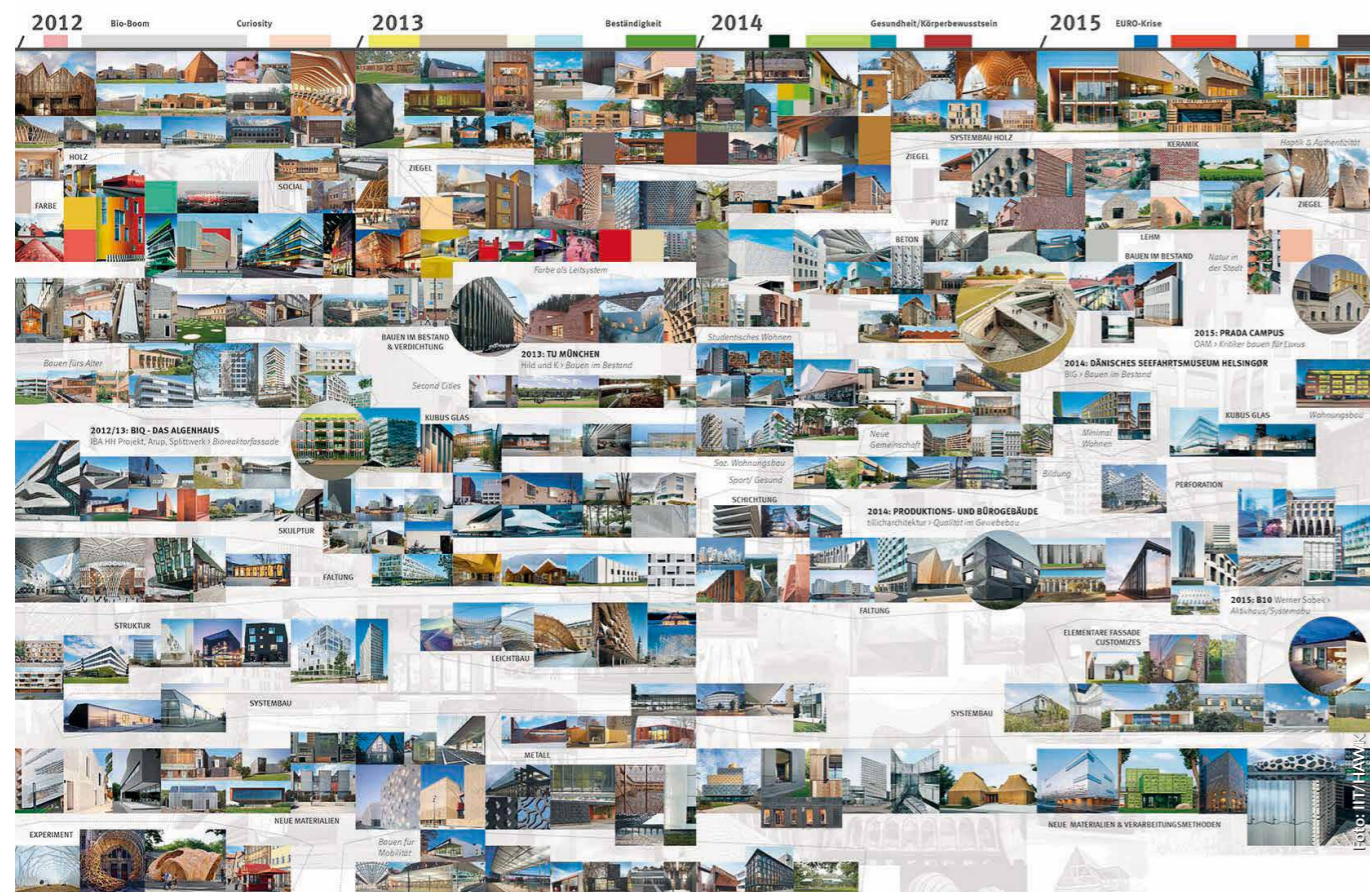 2012
2013
2014
2015
Bio-Boom
Curiosity
Beständigkeit
Gesundheit/Körperbewusstsein
EURO-Krise
HOLZ
FARBE
SOCIAL
ZIEGEL
Farbe als Leitsystem
SYSTEMBAU HOLZ
ZIEGEL
KERAMIK
Haptik & Authentizität
ZIEGEL
PUTZ
BETON
LEHM
BAUEN IM BESTAND
Natur in
der Stadt
BAUEN IM BESTAND
& VERDICHTUNG
2013: TU MÜNCHEN
Hild und K > Bauen im Bestand
Studentisches Wohnen
2015: PRADA CAMPUS
OAM > Kritiker bauen für Luxus
2014: DÄNISCHES SEEFAHRTSMUSEUM HELSINGØR
BIG > Bauen im Bestand
Bauen fürs Alter
Second Cities
KUBUS GLAS
2012/13: BIQ - DAS ALGENHAUS
IBA HH Projekt, Arup, Splitterwerk > Bioreaktorfassade
Neue
Gemeinschaft
Minimal
Wohnen
KUBUS GLAS
Wohnungsbau
Soz. Wohnungsbau
Sport/ Gesund
Bildung
SCHICHTUNG
PERFORATION
2014: PRODUKTIONS- UND BÜROGEBÄUDE
tillicharchitektur > Qualität im Gewebebau
SKULPTUR
FALTUNG
FALTUNG
2015: B10 Werner Sobek >
Aktivhaus/Systembau
STRUKTUR
LEICHTBAU
ELEMENTARE FASSADE
CUSTOMIZES
SYSTEMBAU
SYSTEMBAU
METALL
NEUE MATERIALIEN
NEUE MATERIALIEN & VERARBEITUNGSMETHODEN
EXPERIMENT
Bauen für
Mobilität
Foto: IIT/HAWK